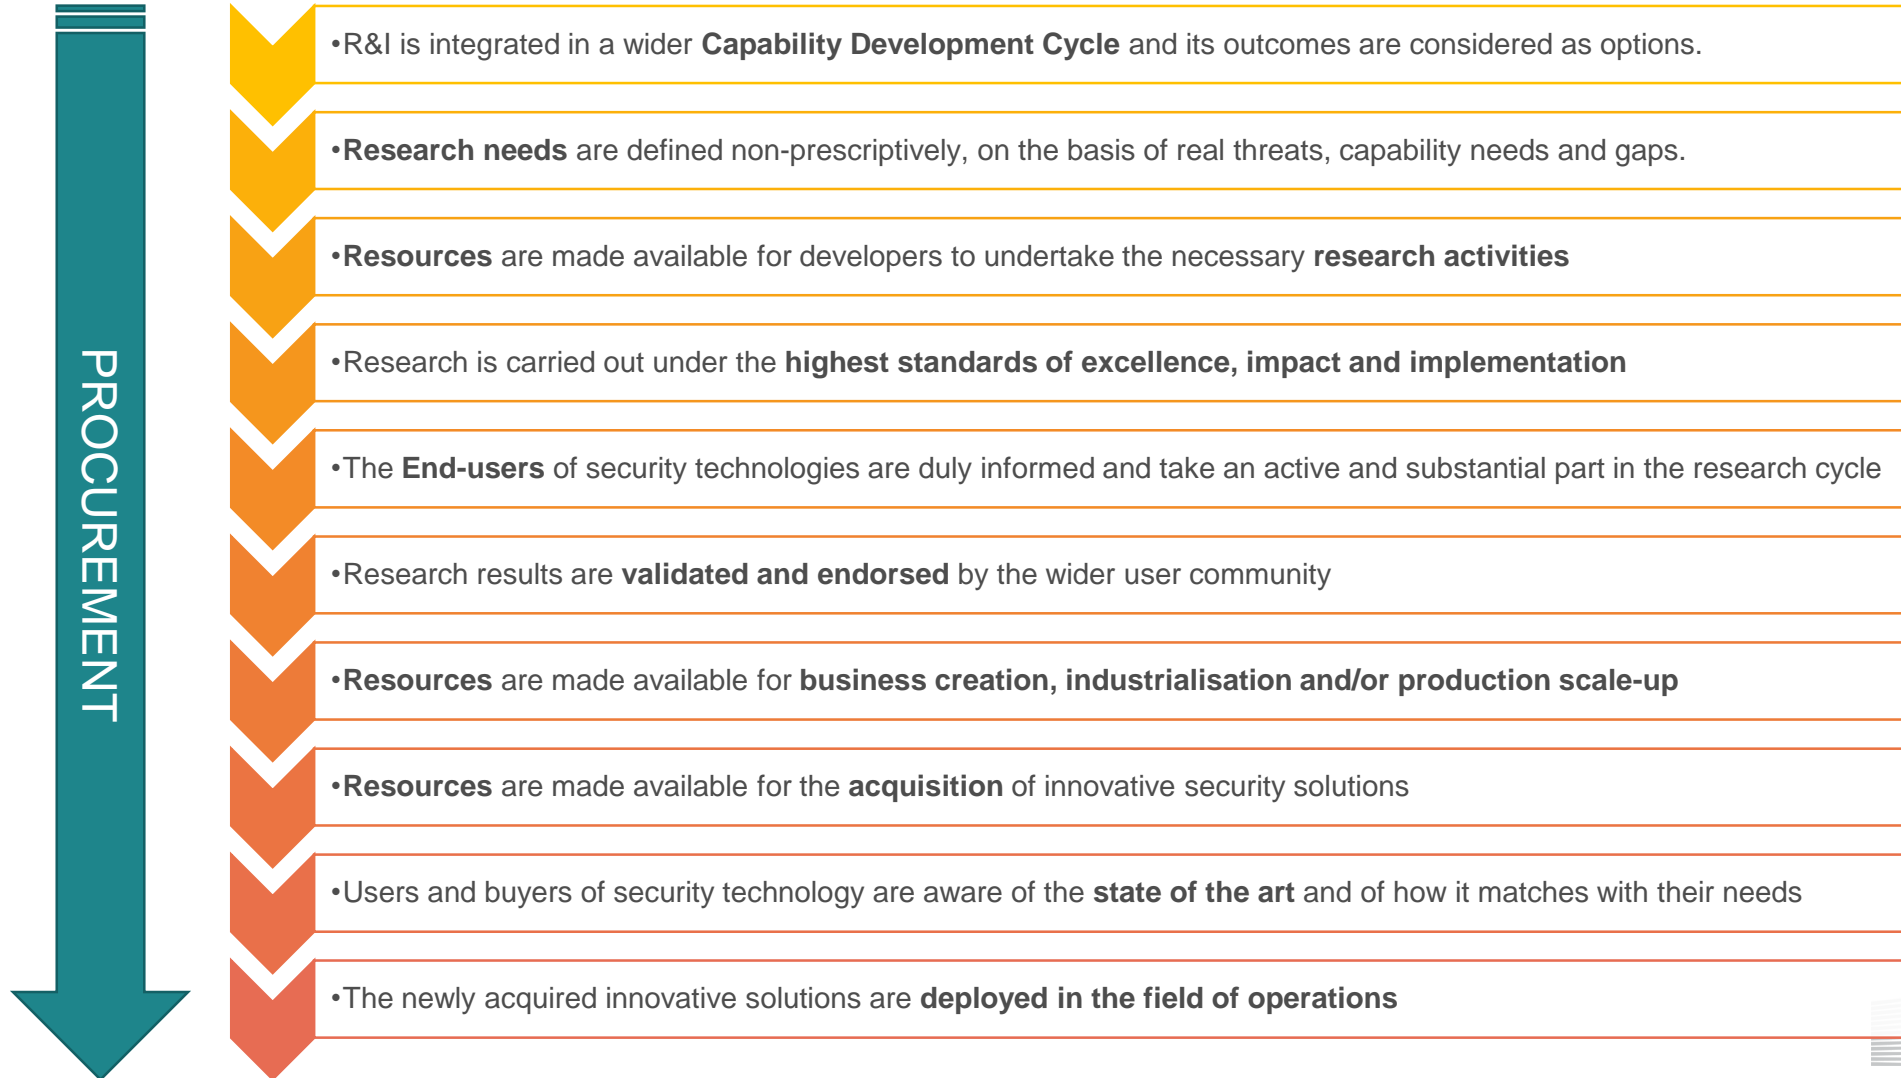 PROCUREMENT
•R&I is integrated in a wider Capability Development Cycle and its outcomes are considered as options.
•Research needs are defined non-prescriptively, on the basis of real threats, capability needs and gaps.
•Resources are made available for developers to undertake the necessary research activities
•Research is carried out under the highest standards of excellence, impact and implementation
•The End-users of security technologies are duly informed and take an active and substantial part in the research cycle
•Research results are validated and endorsed by the wider user community
•Resources are made available for business creation, industrialisation and/or production scale-up
•Resources are made available for the acquisition of innovative security solutions
•Users and buyers of security technology are aware of the state of the art and of how it matches with their needs
•The newly acquired innovative solutions are deployed in the field of operations